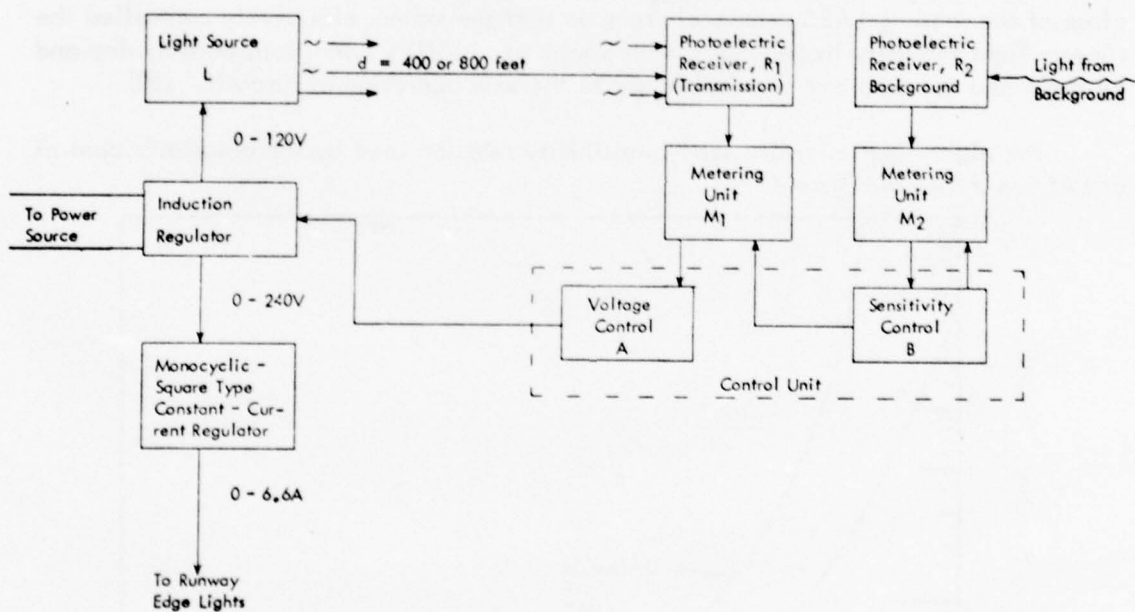 Light Source
L
d = 400 or 800 feet
Photoelectric
Receiver, R1
(Transmission)
Photoelectric
Receiver, R2
Background
Light from
Background
0 - 120V
To Power
Source
Induction
Regulator
Metering
Unit
M1
Metering
Unit
M2
0 - 240V
Voltage
Control
A
Sensitivity
Control
B
Control Unit
Monocyclic -
Square Type
Constant - Cur-
rent Regulator
0 - 6.6A
To Runway
Edge Lights